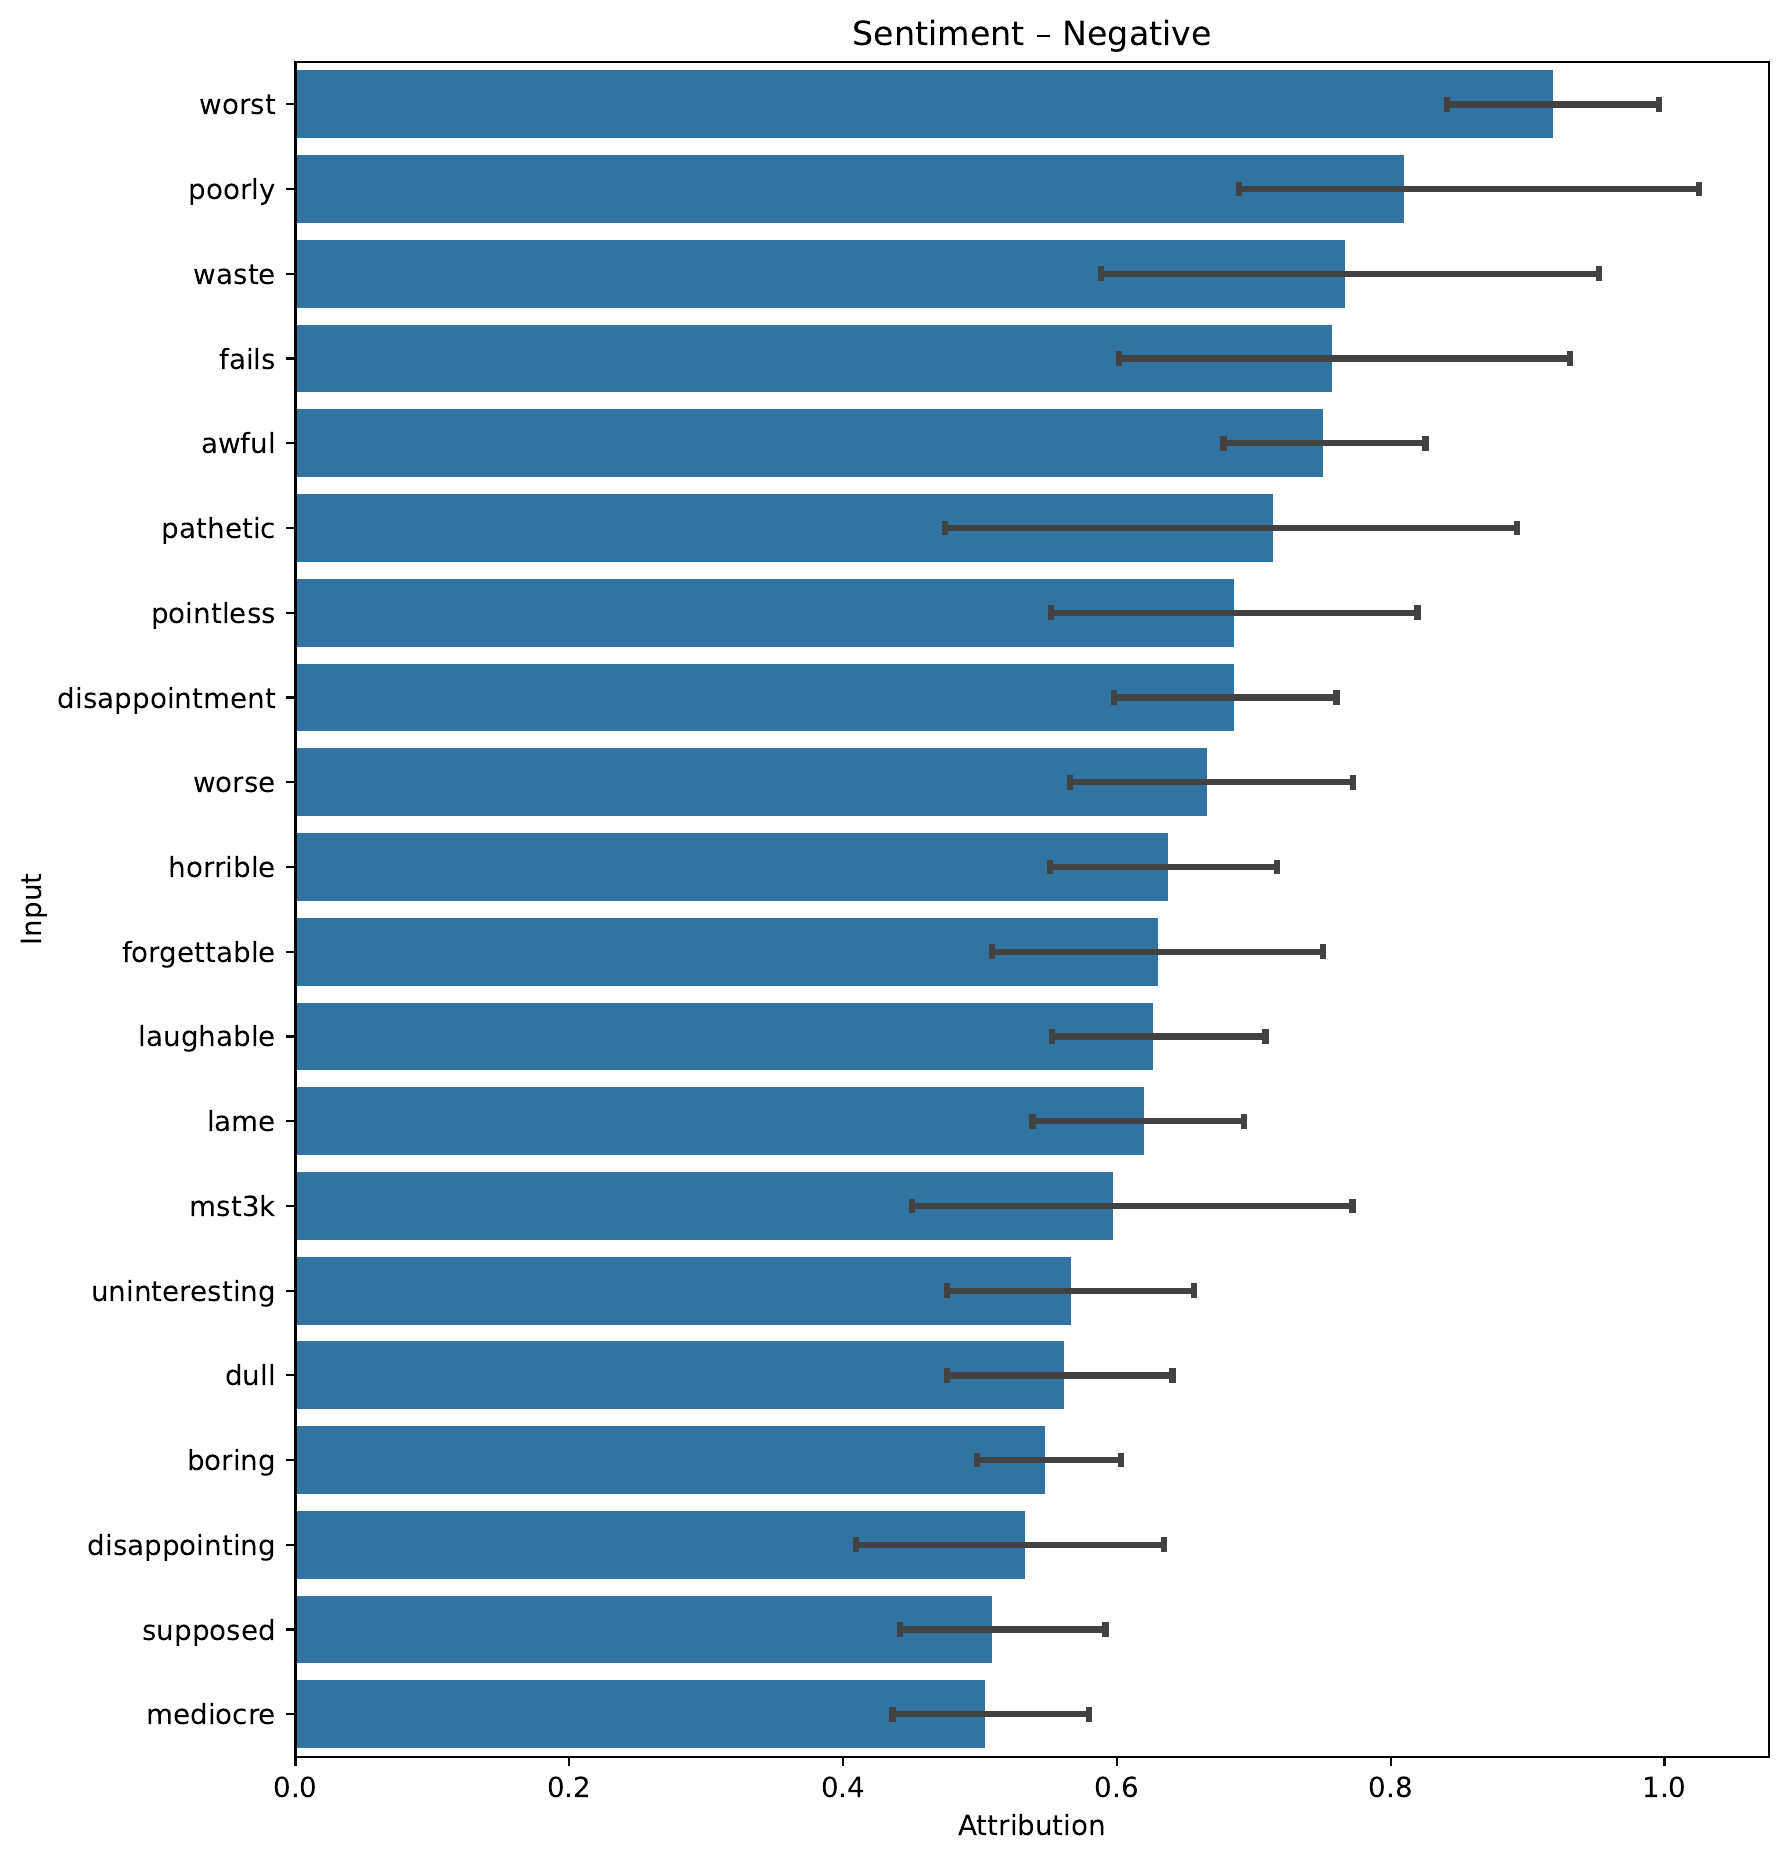 Sentiment – Negative
worst
poorly
waste
fails
awful
pathetic
pointless
disappointment
worse
horrible
forgettable
laughable
lame
mst3k
uninteresting
dull
boring
disappointing
supposed
mediocre
Input
0.0 0.2 0.4 0.6 0.8 1.0
Attribution